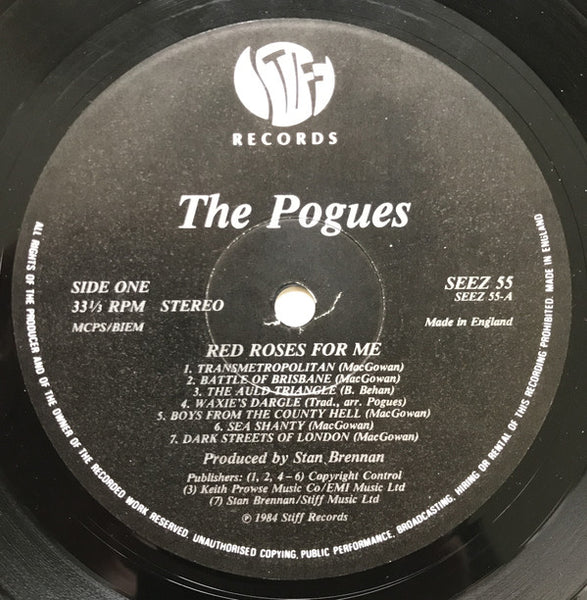 STIFF
RECORDS
The Pogues
SIDE ONE
33⅓ RPM STEREO
MCPS/BIEM
SEEZ 55
SEEZ 55-A
Made in England
RED ROSES FOR ME
1. TRANSMETROPOLITAN (MacGowan)
2. BATTLE OF BRISBANE (MacGowan)
3. THE AULD TRIANGLE (B. Behan)
4. WAXIE'S DARGLE (Trad., arr. Pogues)
5. BOYS FROM THE COUNTY HELL (MacGowan)
6. SEA SHANTY (MacGowan)
7. DARK STREETS OF LONDON (MacGowan)
Produced by Stan Brennan
Publishers: (1, 2, 4–6) Copyright Control
(3) Keith Prowse Music Co/EMI Music Ltd
(7) Stan Brennan/Stiff Music Ltd
℗ 1984 Stiff Records
ALL RIGHTS OF THE PRODUCER AND OF THE OWNER OF THE RECORDED WORK RESERVED. UNAUTHORISED COPYING, PUBLIC PERFORMANCE, BROADCASTING, HIRING OR RENTAL OF THIS RECORDING PROHIBITED. MADE IN ENGLAND